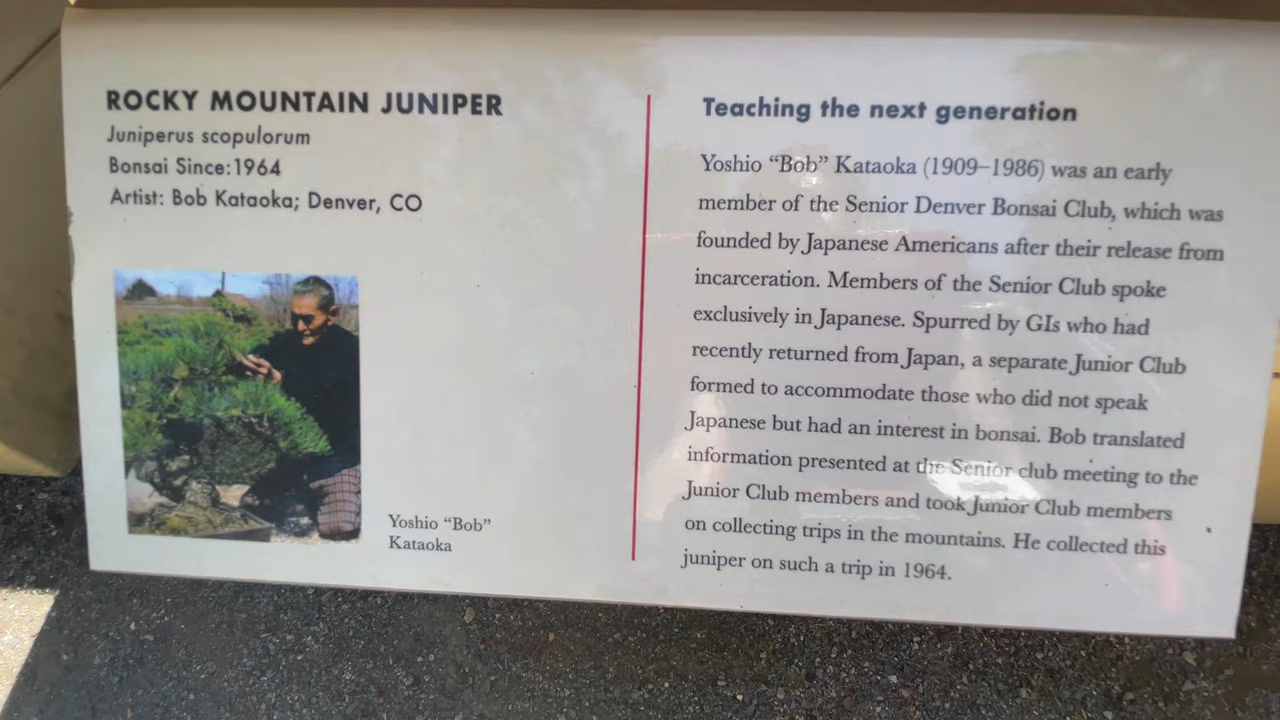 ROCKY MOUNTAIN JUNIPER
Juniperus scopulorum
Bonsai Since:1964
Artist: Bob Kataoka; Denver, CO
Yoshio “Bob”
Kataoka
Teaching the next generation
Yoshio “Bob” Kataoka (1909–1986) was an early
member of the Senior Denver Bonsai Club, which was
founded by Japanese Americans after their release from
incarceration. Members of the Senior Club spoke
exclusively in Japanese. Spurred by GIs who had
recently returned from Japan, a separate Junior Club
formed to accommodate those who did not speak
Japanese but had an interest in bonsai. Bob translated
information presented at the Senior club meeting to the
Junior Club members and took Junior Club members
on collecting trips in the mountains. He collected this
juniper on such a trip in 1964.